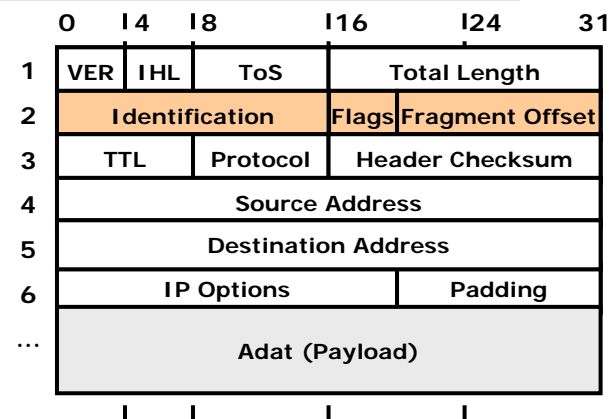 0 4 8 16 24 31
1 VER IHL ToS Total Length
2 Identification Flags Fragment Offset
3 TTL Protocol Header Checksum
4 Source Address
5 Destination Address
6 IP Options Padding
... Adat (Payload)